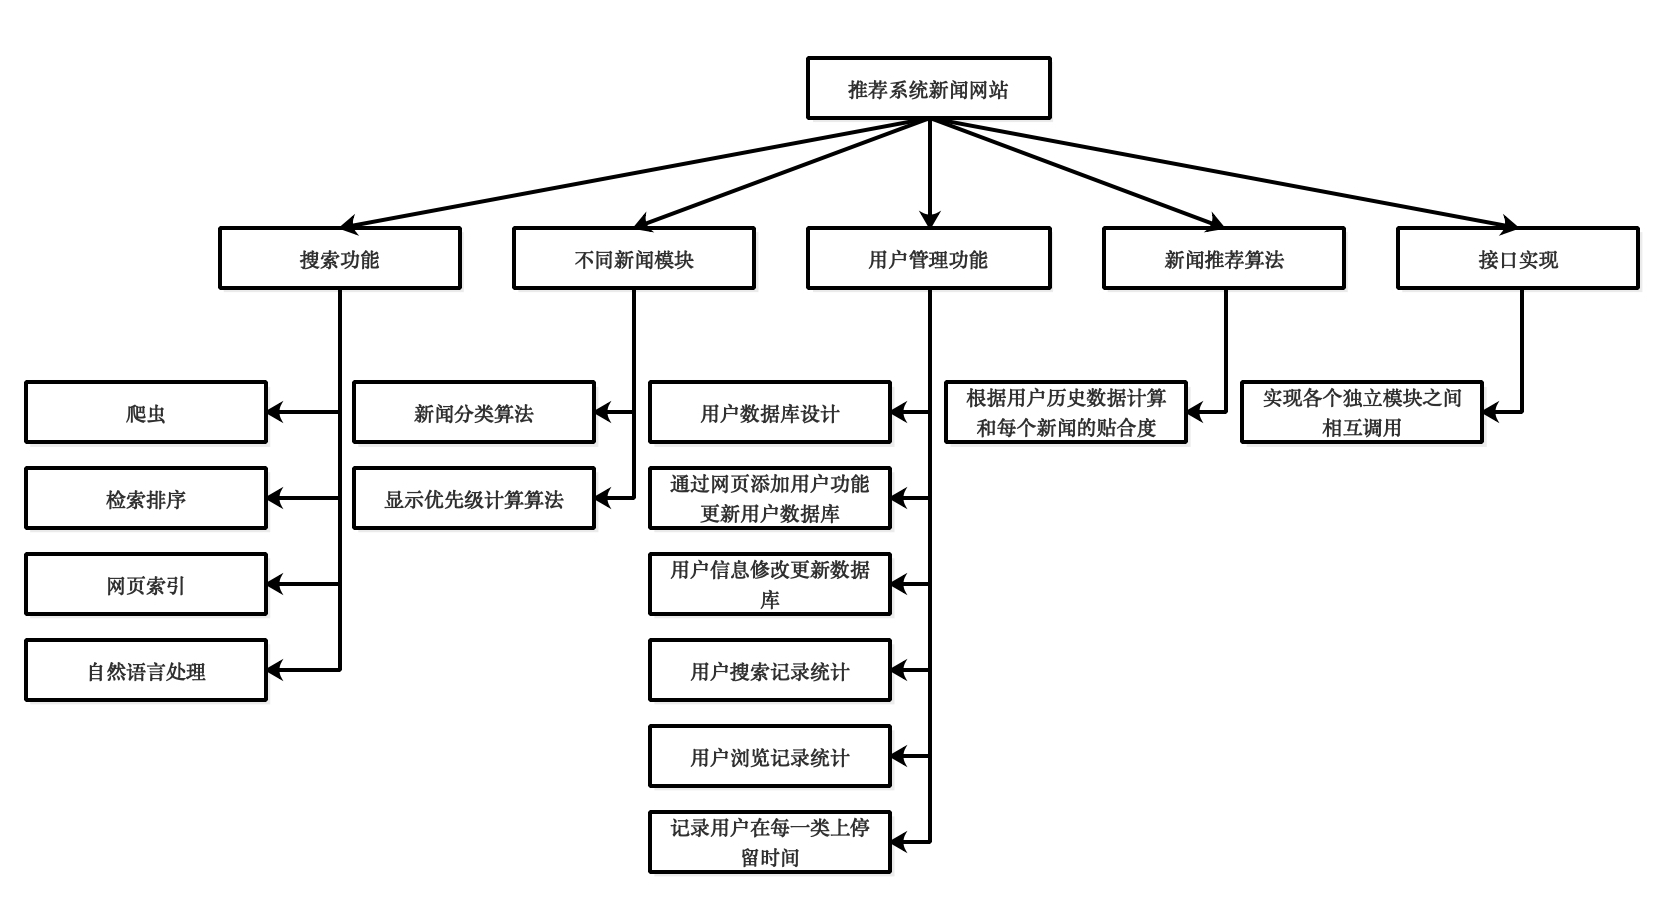 推荐系统新闻网站
搜索功能
不同新闻模块
用户管理功能
新闻推荐算法
接口实现
爬虫
检索排序
网页索引
自然语言处理
新闻分类算法
显示优先级计算算法
用户数据库设计
通过网页添加用户功能
更新用户数据库
用户信息修改更新数据
库
用户搜索记录统计
用户浏览记录统计
记录用户在每一类上停
留时间
根据用户历史数据计算
和每个新闻的贴合度
实现各个独立模块之间
相互调用